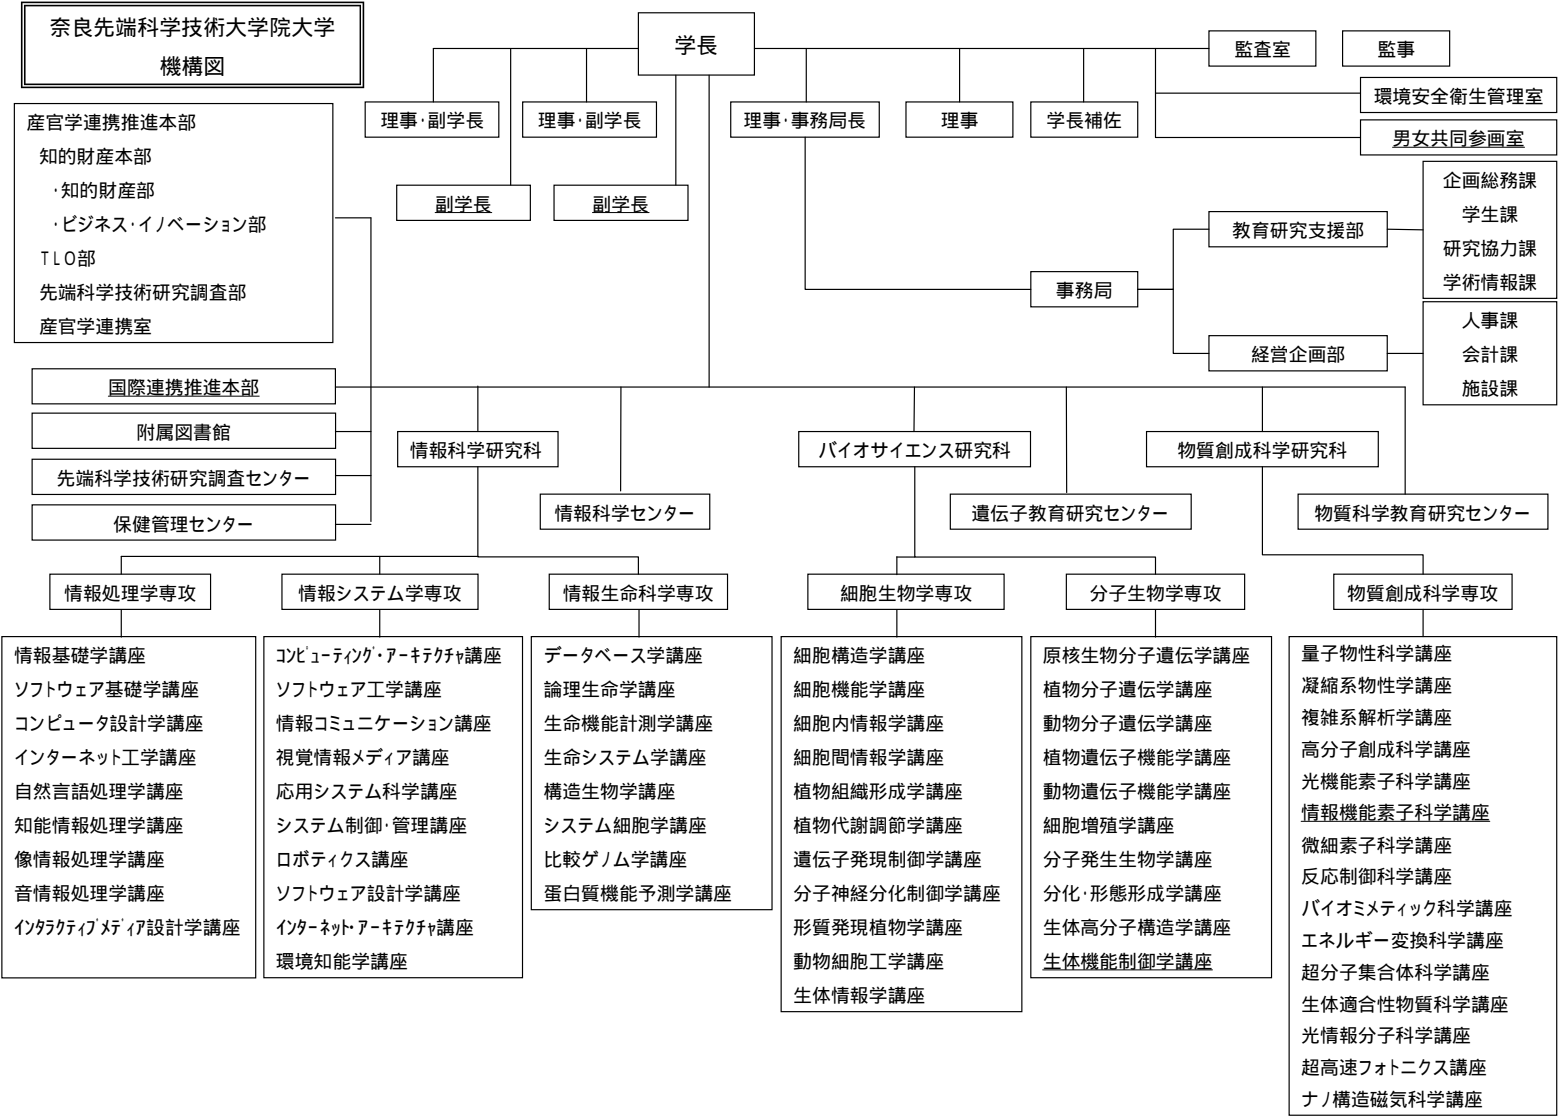 奈良先端科学技術大学院大学
機構図
学長
監査室
監事
環境安全衛生管理室
男女共同参画室
理事・副学長
理事・副学長
理事・事務局長
理事
学長補佐
副学長
副学長
産官学連携推進本部
知的財産本部
・知的財産部
・ビジネス・イノベーション部
TLO部
先端科学技術研究調査部
産官学連携室
企画総務課
学生課
研究協力課
学術情報課
教育研究支援部
事務局
経営企画部
人事課
会計課
施設課
国際連携推進本部
附属図書館
先端科学技術研究調査センター
保健管理センター
情報科学研究科
バイオサイエンス研究科
物質創成科学研究科
情報科学センター
遺伝子教育研究センター
物質科学教育研究センター
情報処理学専攻
情報システム学専攻
情報生命科学専攻
細胞生物学専攻
分子生物学専攻
物質創成科学専攻
情報基礎学講座
ソフトウェア基礎学講座
コンピュータ設計学講座
インターネット工学講座
自然言語処理学講座
知能情報処理学講座
像情報処理学講座
音情報処理学講座
インタラクティブメディア設計学講座
コンピューティング・アーキテクチャ講座
ソフトウェア工学講座
情報コミュニケーション講座
視覚情報メディア講座
応用システム科学講座
システム制御・管理講座
ロボティクス講座
ソフトウェア設計学講座
インターネット・アーキテクチャ講座
環境知能学講座
データベース学講座
論理生命学講座
生命機能計測学講座
生命システム学講座
構造生物学講座
システム細胞学講座
比較ゲノム学講座
蛋白質機能予測学講座
細胞構造学講座
細胞機能学講座
細胞内情報学講座
細胞間情報学講座
植物組織形成学講座
植物代謝調節学講座
遺伝子発現制御学講座
分子神経分化制御学講座
形質発現植物学講座
動物細胞工学講座
生体情報学講座
原核生物分子遺伝学講座
植物分子遺伝学講座
動物分子遺伝学講座
植物遺伝子機能学講座
動物遺伝子機能学講座
細胞増殖学講座
分子発生生物学講座
分化・形態形成学講座
生体高分子構造学講座
生体機能制御学講座
量子物性科学講座
凝縮系物性学講座
複雑系解析学講座
高分子創成科学講座
光機能素子科学講座
情報機能素子科学講座
微細素子科学講座
反応制御科学講座
バイオミメティック科学講座
エネルギー変換科学講座
超分子集合体科学講座
生体適合性物質科学講座
光情報分子科学講座
超高速フォトニクス講座
ナノ構造磁気科学講座